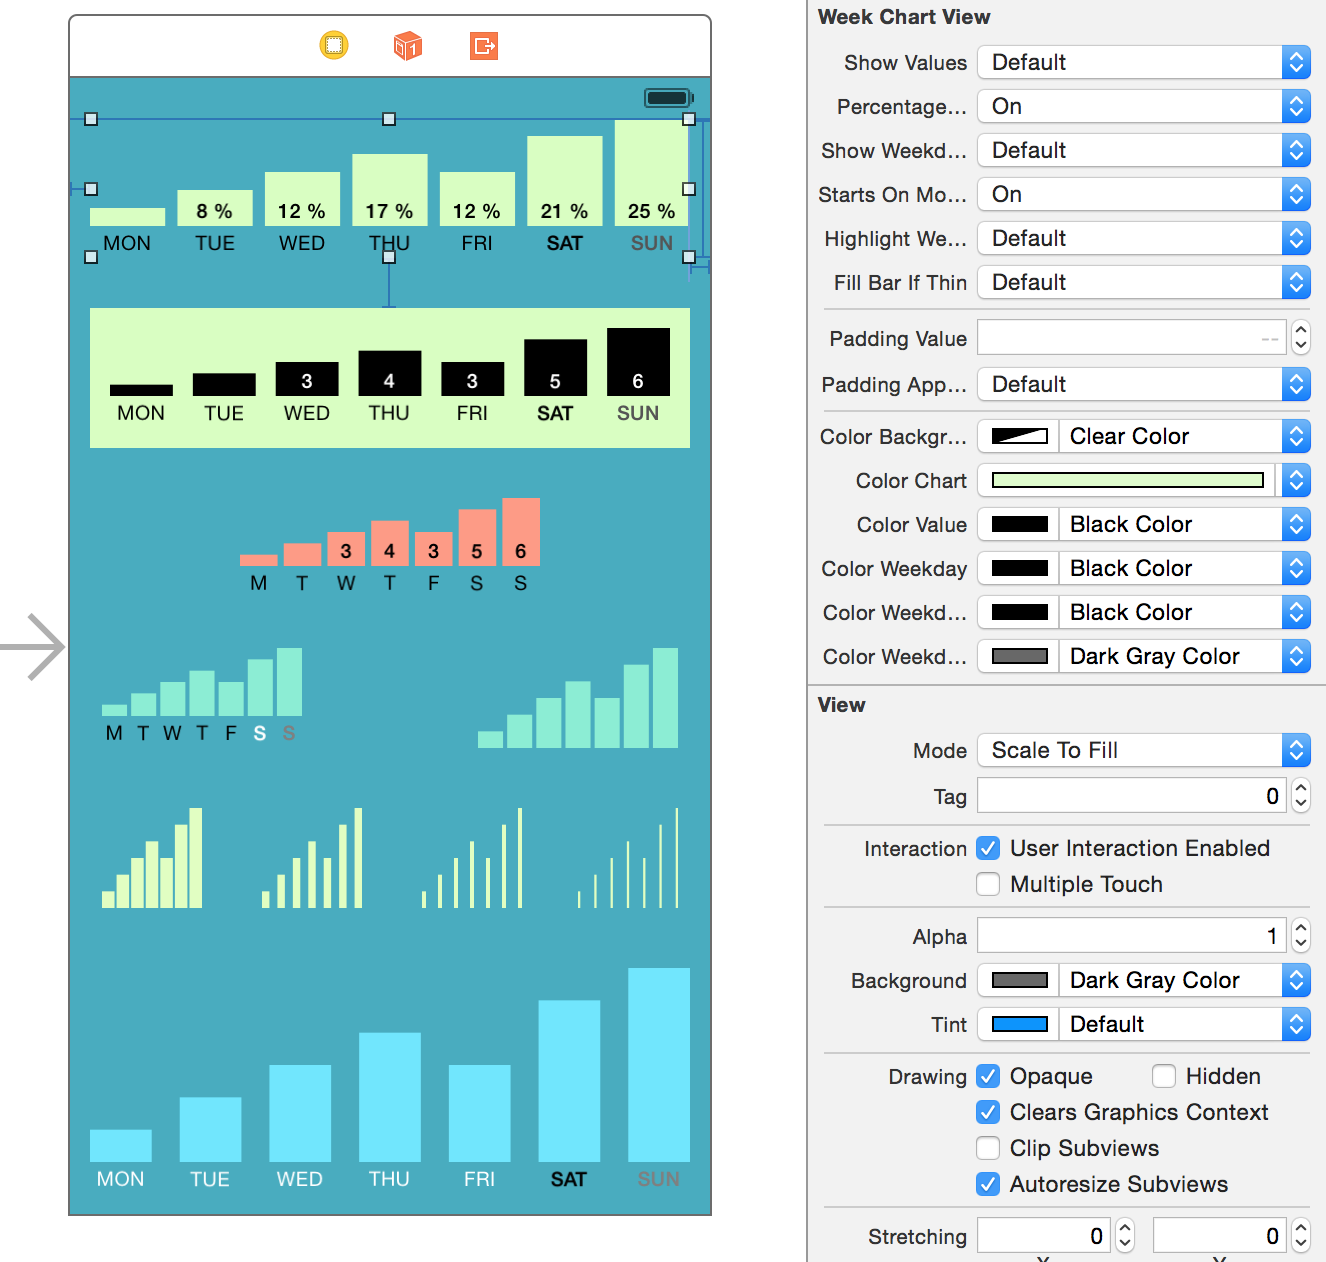 8 % 12 % 17 % 12 % 21 % 25 %
MON TUE WED THU FRI SAT SUN
3 4 3 5 6
MON TUE WED THU FRI SAT SUN
3 4 3 5 6
M T W T F S S
M T W T F S S
MON TUE WED THU FRI SAT SUN
Week Chart View
Show Values Default
Percentage... On
Show Weekd... Default
Starts On Mo... On
Highlight We... Default
Fill Bar If Thin Default
Padding Value --
Padding App... Default
Color Backgr... Clear Color
Color Chart
Color Value Black Color
Color Weekday Black Color
Color Weekd... Black Color
Color Weekd... Dark Gray Color
View
Mode Scale To Fill
Tag 0
Interaction User Interaction Enabled
Multiple Touch
Alpha 1
Background Dark Gray Color
Tint Default
Drawing Opaque Hidden
Clears Graphics Context
Clip Subviews
Autoresize Subviews
Stretching 0 0